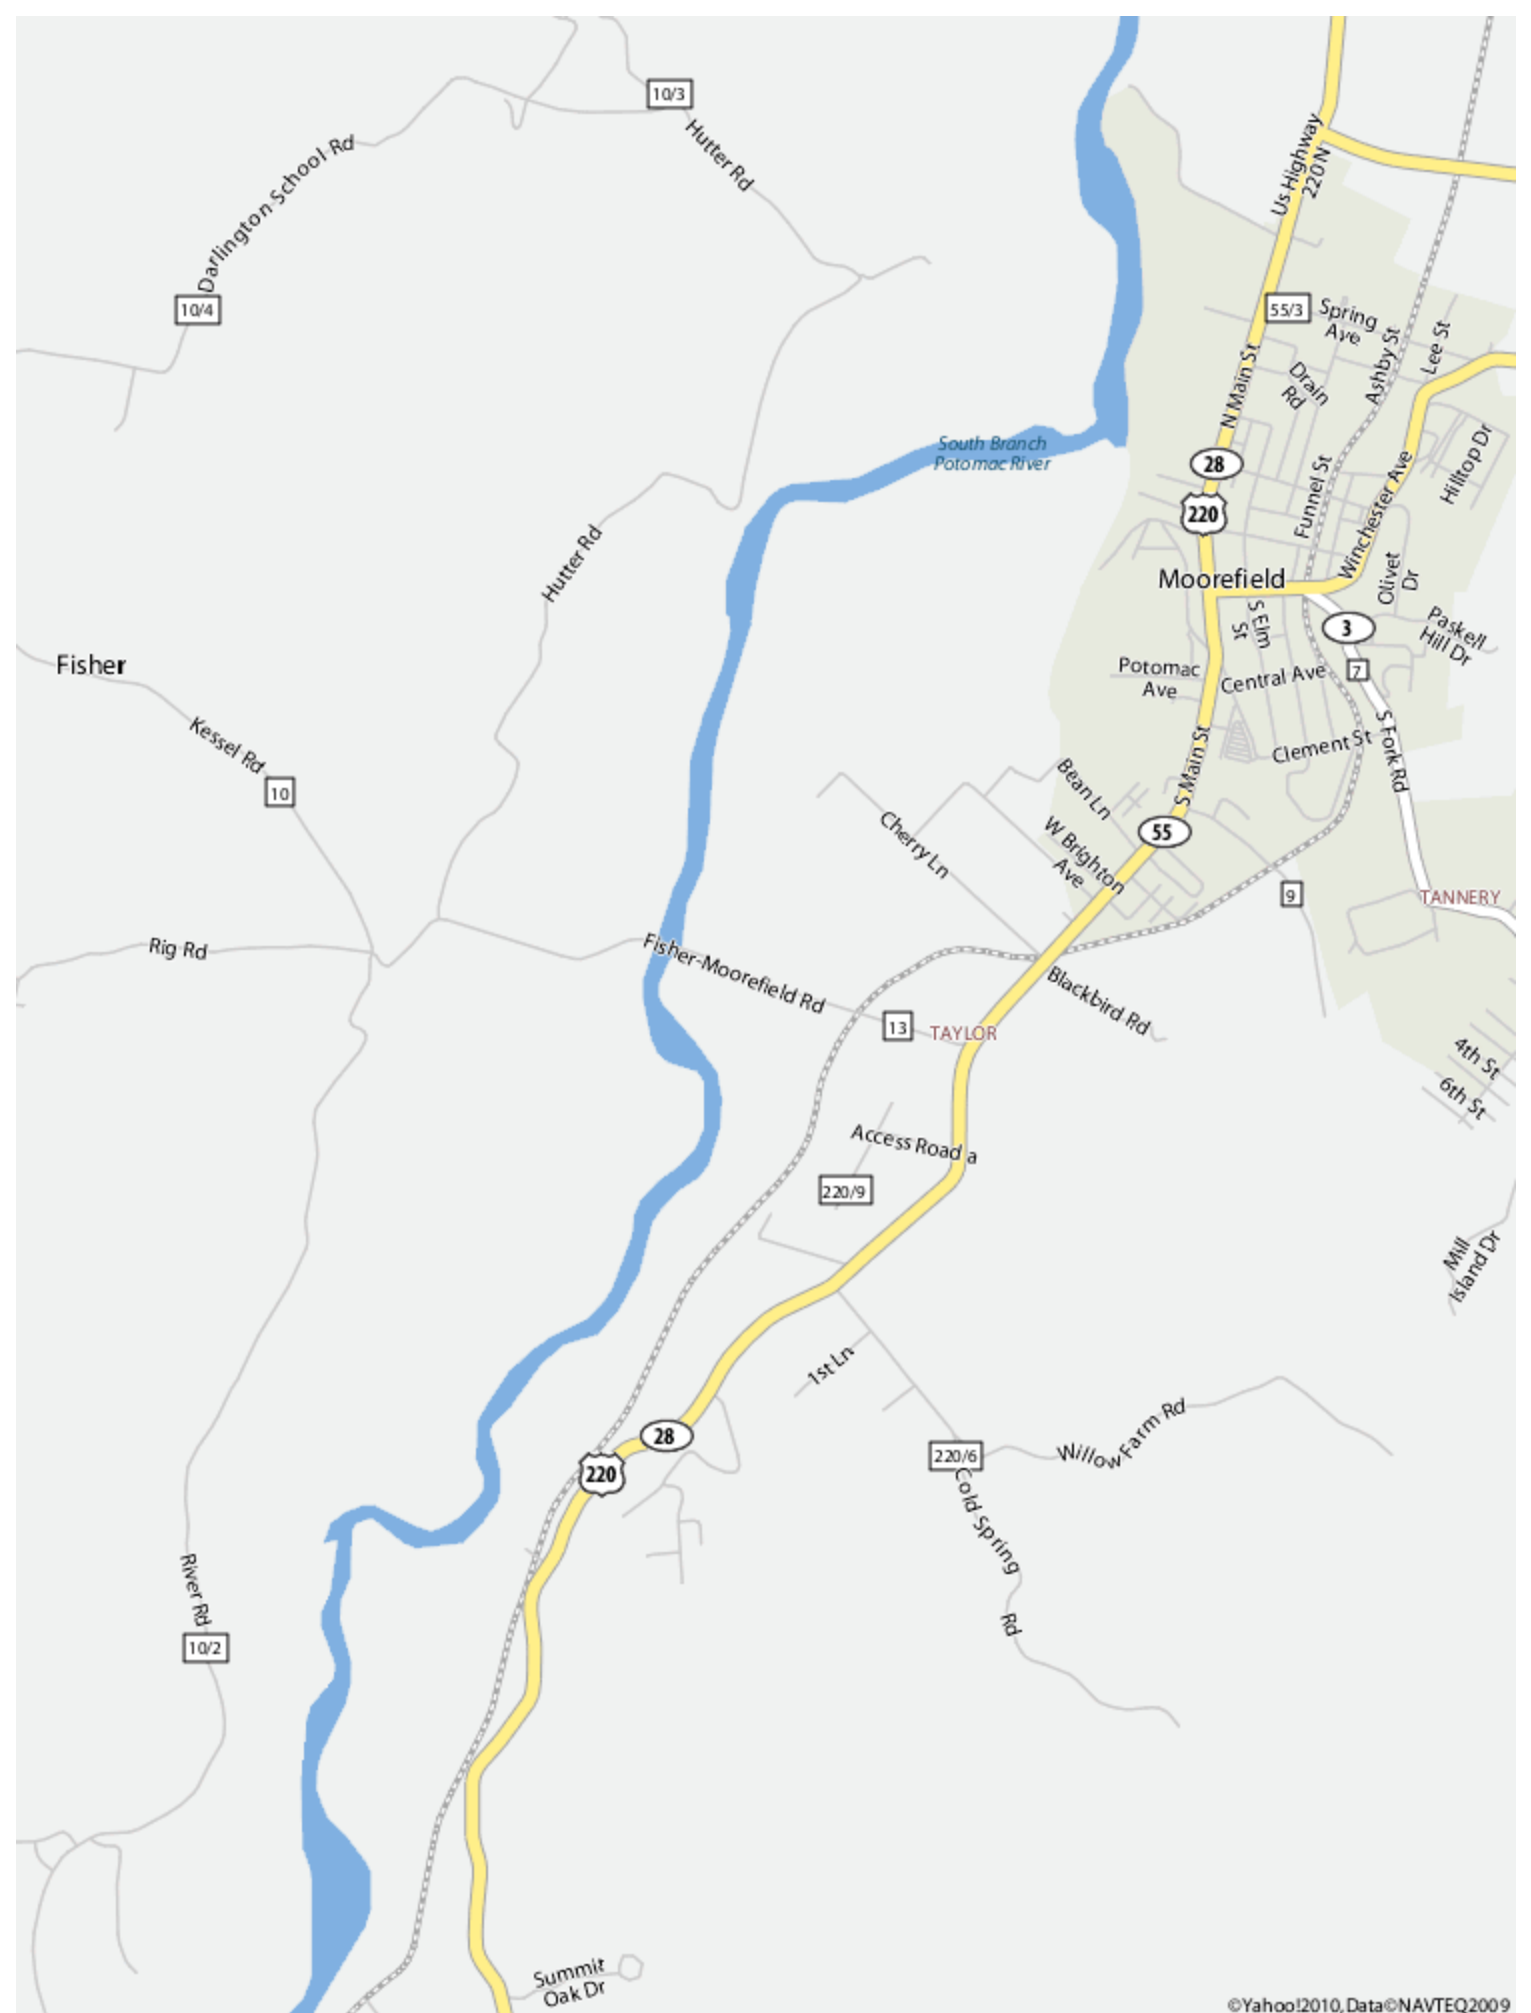 10/3
Hutter Rd
Darlington-School Rd
10/4
Us Highway
220 N
55/3
Spring
Ave
Ashby St
Lee St
N Main St
Drain
Rd
South Branch
Potomac River
28
220
Funnel St
Winchester Ave
Hilltop Dr
Hutter Rd
Moorefield
Olivet
Dr
S Elm
St
3
Paskell
Hill Dr
Fisher
7
Potomac
Ave
Central Ave
Kessel Rd
10
S Main St
Clement St
S Fork Rd
Bean Ln
Cherry Ln
W Brighton
Ave
55
9
TANNERY
Rig Rd
Fisher-Moorefield Rd
13
TAYLOR
Blackbird Rd
4th St
6th St
Access Road a
220/9
Mill
Island Dr
1st Ln
28
220
220/6
Willow Farm Rd
Cold Spring
Rd
River Rd
10/2
Summit
Oak Dr
©Yahoo!2010, Data©NAVTEQ2009